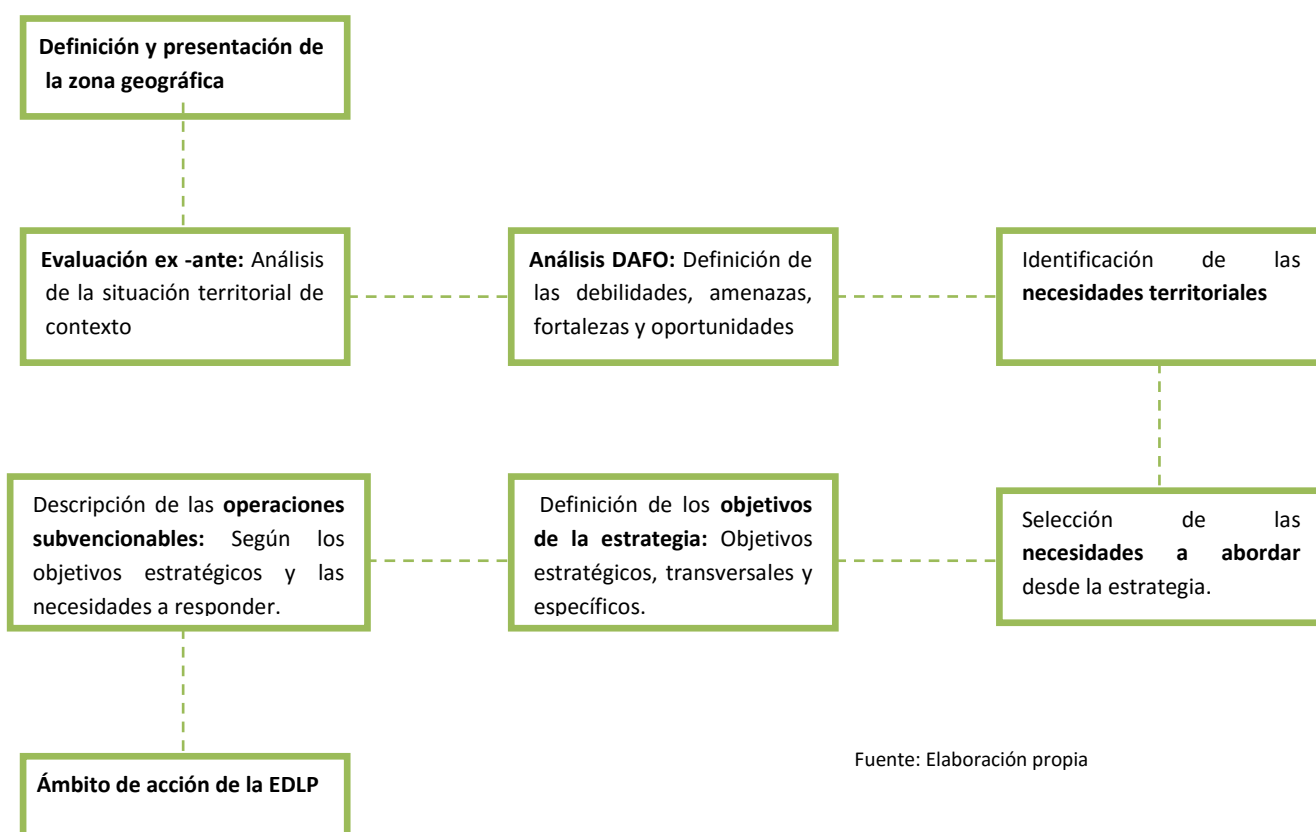 Definición y presentación de
la zona geográfica
Evaluación ex -ante: Análisis
de la situación territorial de
contexto
Análisis DAFO: Definición de
las debilidades, amenazas,
fortalezas y oportunidades
Identificación de las
necesidades territoriales
Selección de las
necesidades a abordar
desde la estrategia.
Definición de los objetivos
de la estrategia: Objetivos
estratégicos, transversales y
específicos.
Descripción de las operaciones
subvencionables: Según los
objetivos estratégicos y las
necesidades a responder.
Ámbito de acción de la EDLP
Fuente: Elaboración propia